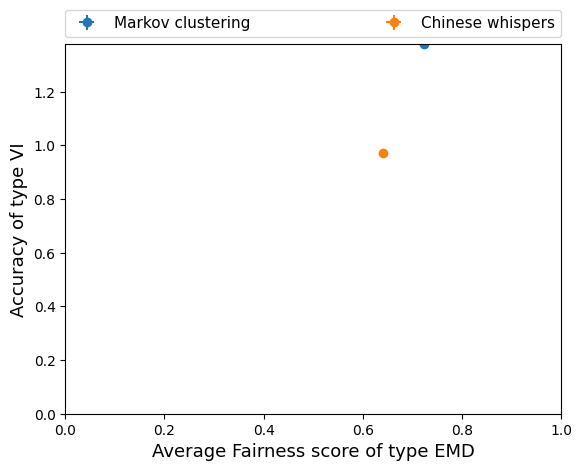 Markov clustering Chinese whispers
1.2
1.0
0.8
0.6
0.4
0.2
0.0
Accuracy of type VI
0.0 0.2 0.4 0.6 0.8 1.0
Average Fairness score of type EMD